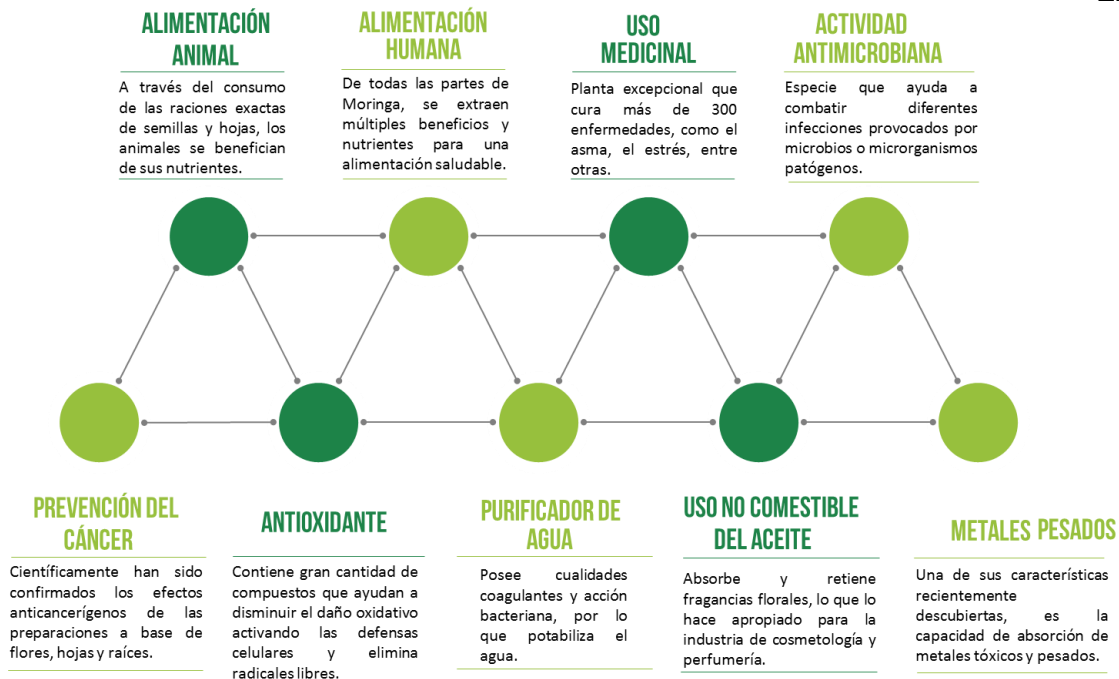 ALIMENTACIÓN
ANIMAL
A través del consumo
de las raciones exactas
de semillas y hojas, los
animales se benefician
de sus nutrientes.
ALIMENTACIÓN
HUMANA
De todas las partes de
Moringa, se extraen
múltiples beneficios y
nutrientes para una
alimentación saludable.
USO
MEDICINAL
Planta excepcional que
cura más de 300
enfermedades, como el
asma, el estrés, entre
otras.
ACTIVIDAD
ANTIMICROBIANA
Especie que ayuda a
combatir diferentes
infecciones provocados por
microbios o microrganismos
patógenos.
PREVENCIÓN DEL
CÁNCER
Científicamente han sido
confirmados los efectos
anticancerígenos de las
preparaciones a base de
flores, hojas y raíces.
ANTIOXIDANTE
Contiene gran cantidad de
compuestos que ayudan a
disminuir el daño oxidativo
activando las defensas
celulares y elimina
radicales libres.
PURIFICADOR DE
AGUA
Posee cualidades
coagulantes y acción
bacteriana, por lo
que potabiliza el
agua.
USO NO COMESTIBLE
DEL ACEITE
Absorbe y retiene
fragancias florales, lo que lo
hace apropiado para la
industria de cosmetología y
perfumería.
METALES PESADOS
Una de sus características
recientemente
descubiertas, es la
capacidad de absorción de
metales tóxicos y pesados.